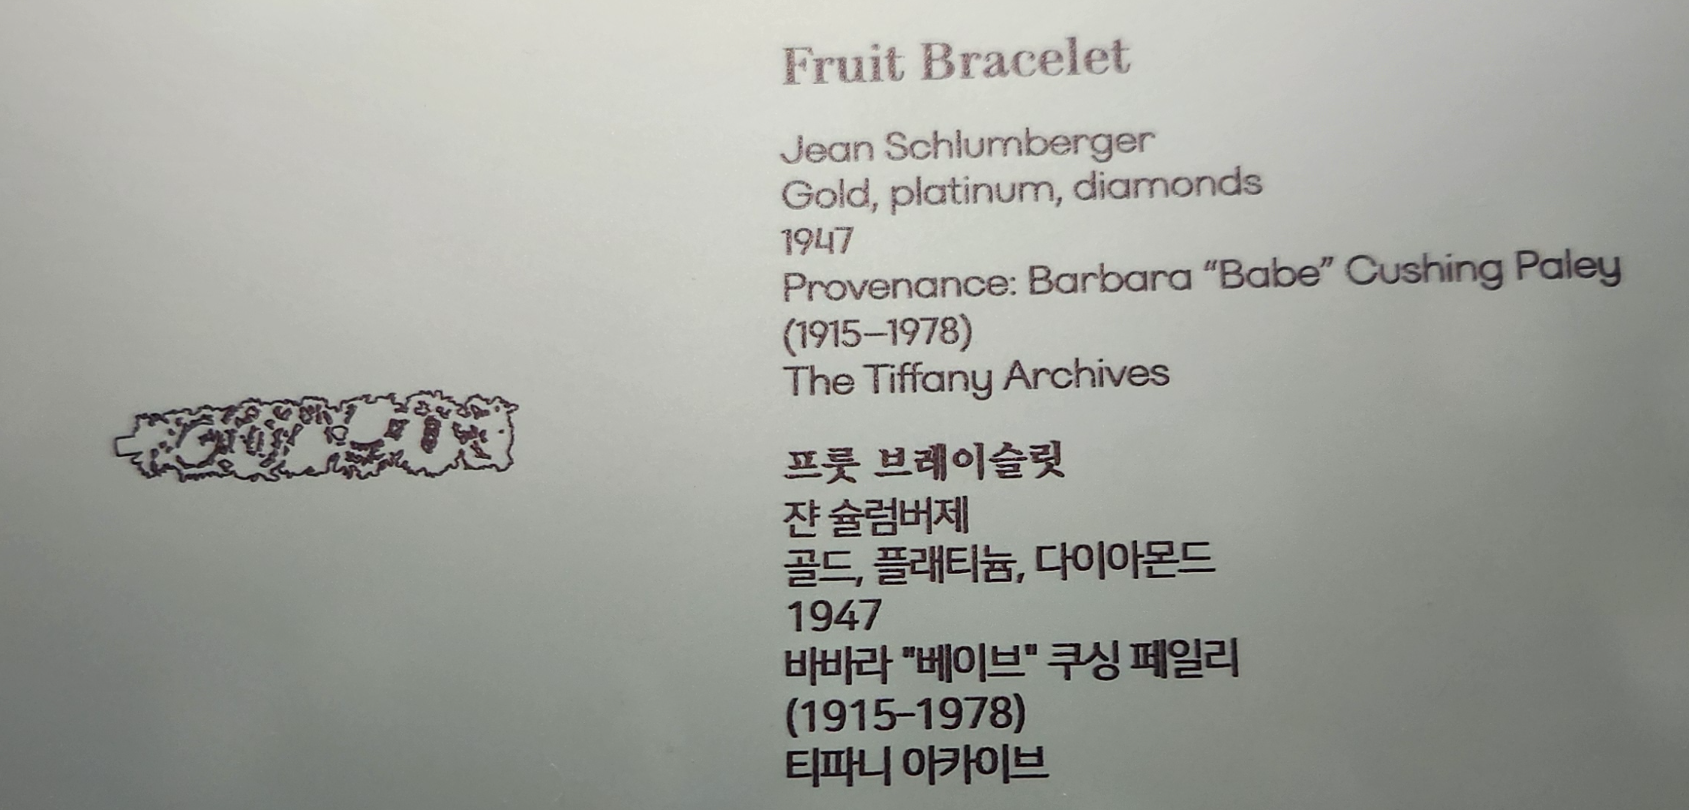 Fruit Bracelet
Jean Schlumberger
Gold, platinum, diamonds
1947
Provenance: Barbara “Babe” Cushing Paley
(1915–1978)
The Tiffany Archives
프룻 브레이슬릿
쟌 슐럼버제
골드, 플래티늄, 다이아몬드
1947
바바라 "베이브" 쿠싱 페일리
(1915-1978)
티파니 아카이브